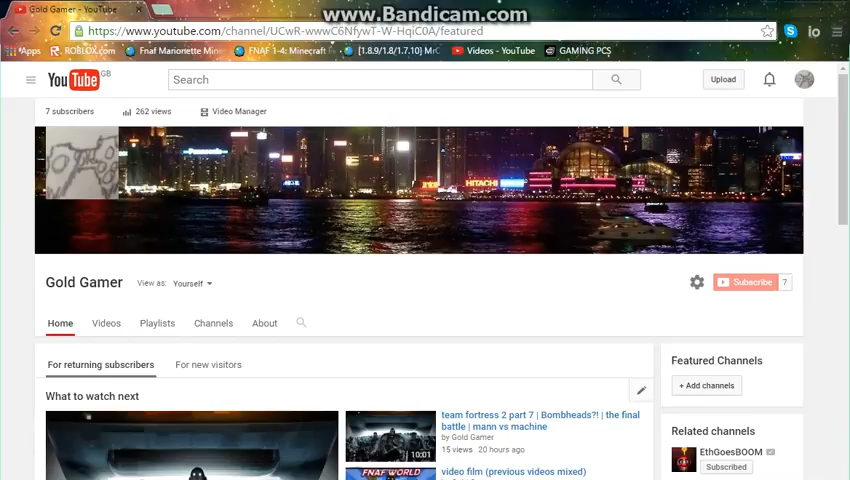 www.Bandicam.com
Gold Gamer - YouTube
https://www.youtube.com/channel/UCwR-wwwC6NfywT-W-HqiC0A/featured
Apps ROBLOX.com Fnaf Marionette Min FNAF 1-4: Minecraft [1.8.9/1.8/1.7.10] MrC Videos - YouTube GAMING PCS
YouTube GB Search Upload
7 subscribers 262 views Video Manager
Panasonic HITACHI
Gold Gamer View as: Yourself Subscribe 7
Home Videos Playlists Channels About
For returning subscribers For new visitors
What to watch next
team fortress 2 part 7 | Bombheads?! | the final
battle | mann vs machine
by Gold Gamer
15 views 20 hours ago
10:01
video film (previous videos mixed)
FNAF WORLD
Featured Channels
+ Add channels
Related channels
EthGoesBOOM
Subscribed